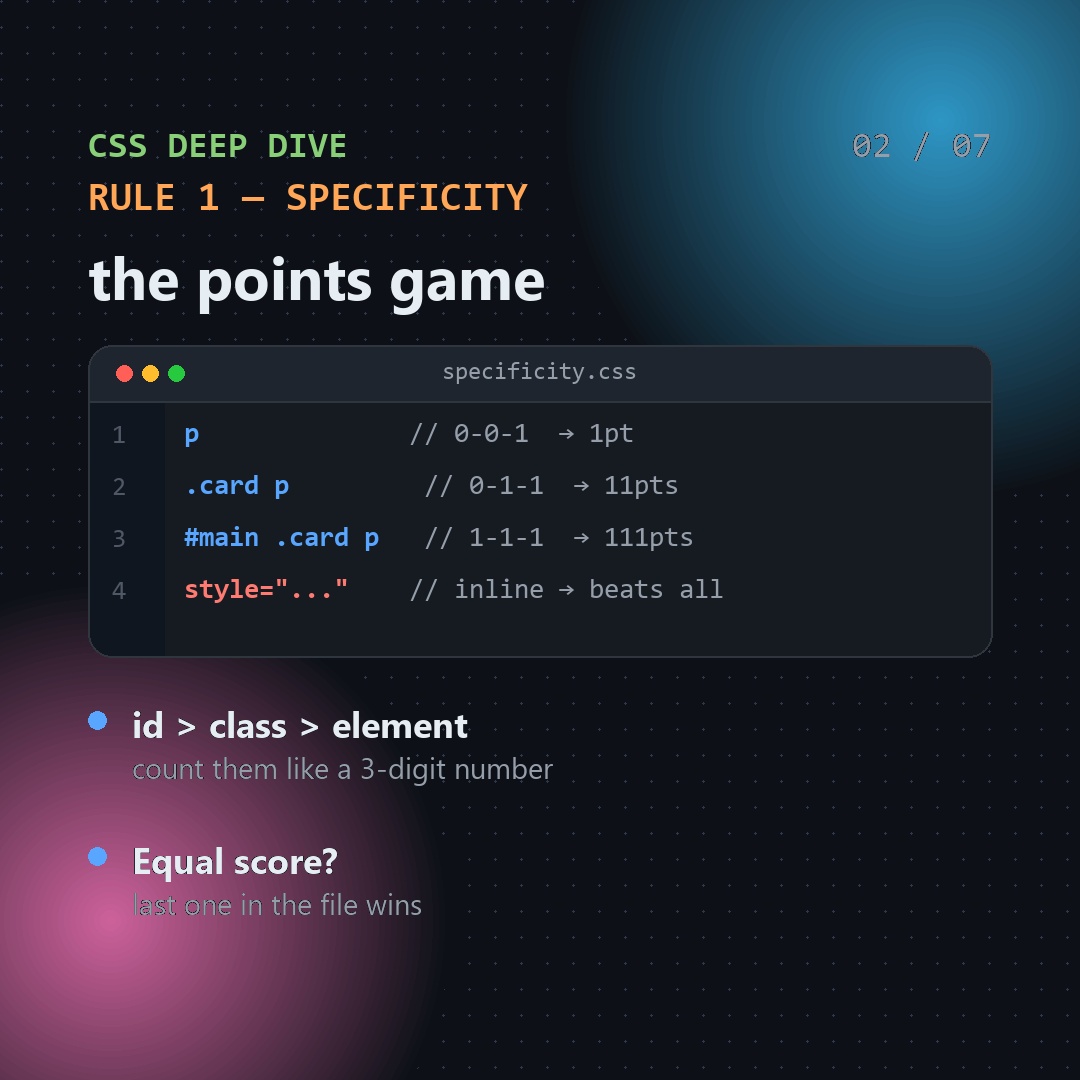 CSS DEEP DIVE
02 / 07
RULE 1 — SPECIFICITY
the points game
specificity.css
1 p // 0-0-1 → 1pt
2 .card p // 0-1-1 → 11pts
3 #main .card p // 1-1-1 → 111pts
4 style="..." // inline → beats all
id > class > element
count them like a 3-digit number
Equal score?
last one in the file wins